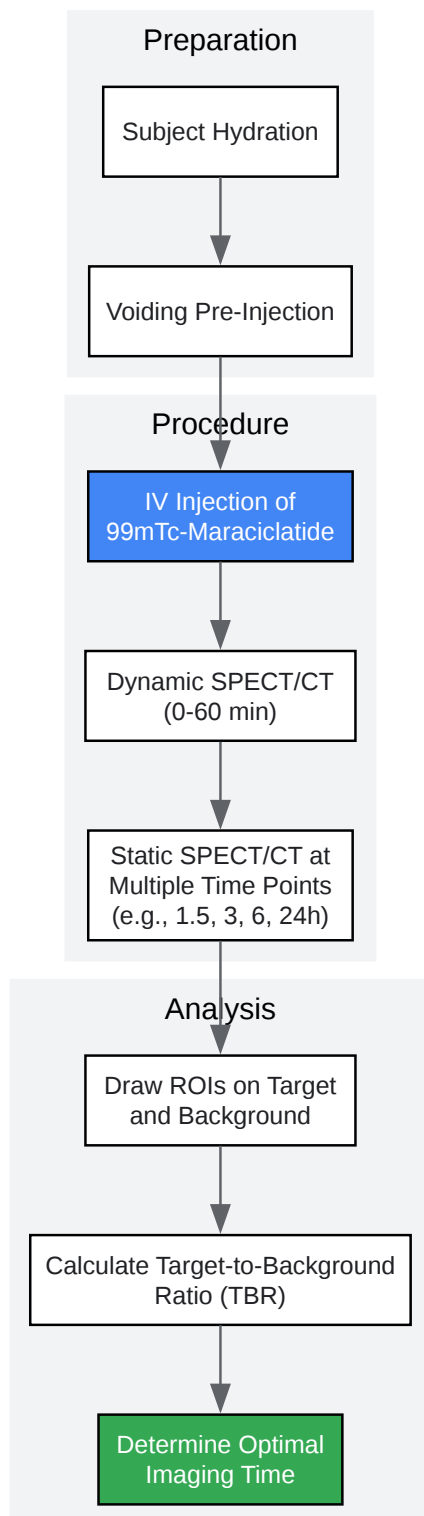 Preparation
Subject Hydration
Voiding Pre-Injection
Procedure
IV Injection of
99mTc-Maraciclatide
Dynamic SPECT/CT
(0-60 min)
Static SPECT/CT at
Multiple Time Points
(e.g., 1.5, 3, 6, 24h)
Analysis
Draw ROIs on Target
and Background
Calculate Target-to-Background
Ratio (TBR)
Determine Optimal
Imaging Time